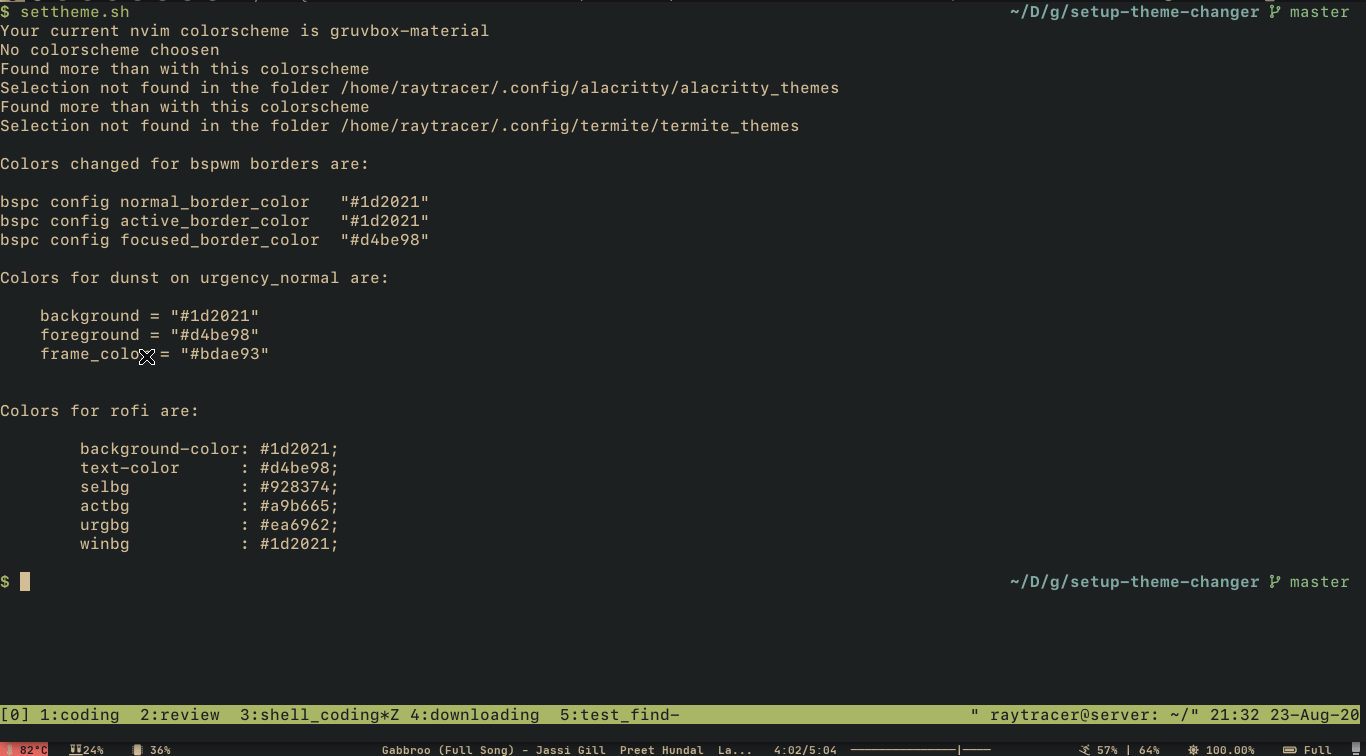 $ settheme.sh ~/D/g/setup-theme-changer master
Your current nvim colorscheme is gruvbox-material
No colorscheme choosen
Found more than with this colorscheme
Selection not found in the folder /home/raytracer/.config/alacritty/alacritty_themes
Found more than with this colorscheme
Selection not found in the folder /home/raytracer/.config/termite/termite_themes
Colors changed for bspwm borders are:
bspc config normal_border_color "#1d2021"
bspc config active_border_color "#1d2021"
bspc config focused_border_color "#d4be98"
Colors for dunst on urgency_normal are:
background = "#1d2021"
foreground = "#d4be98"
frame_color = "#bdae93"
Colors for rofi are:
background-color: #1d2021;
text-color : #d4be98;
selbg : #928374;
actbg : #a9b665;
urgbg : #ea6962;
winbg : #1d2021;
$ ~/D/g/setup-theme-changer master
[0] 1:coding 2:review 3:shell_coding*Z 4:downloading 5:test_find- " raytracer@server: ~/" 21:32 23-Aug-20
82°C 24% 36% Gabbroo (Full Song) - Jassi Gill Preet Hundal La... 4:02/5:04 57% | 64% 100.00% Full